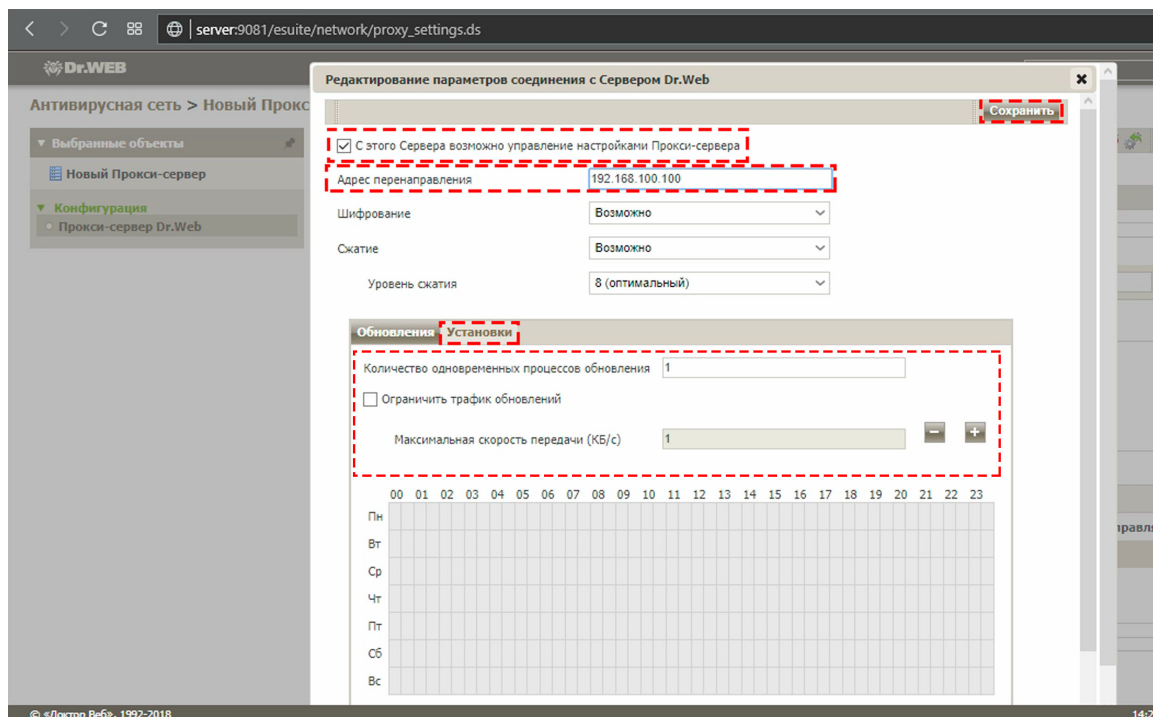 server:9081/esuite/network/proxy_settings.ds
Dr.WEB
Редактирование параметров соединения с Сервером Dr.Web
Антивирусная сеть > Новый Прокс
Сохранить
▼ Выбранные объекты
С этого Сервера возможно управление настройками Прокси-сервера
Новый Прокси-сервер
Адрес перенаправления 192.168.100.100
▼ Конфигурация
Шифрование Возможно
Прокси-сервер Dr.Web
Сжатие Возможно
Уровень сжатия 8 (оптимальный)
Обновления Установки
Количество одновременных процессов обновления 1
Ограничить трафик обновлений
Максимальная скорость передачи (КБ/с) 1
00 01 02 03 04 05 06 07 08 09 10 11 12 13 14 15 16 17 18 19 20 21 22 23
Пн
Вт
Ср
Чт
Пт
Сб
Вс
© «Доктор Веб», 1992-2018